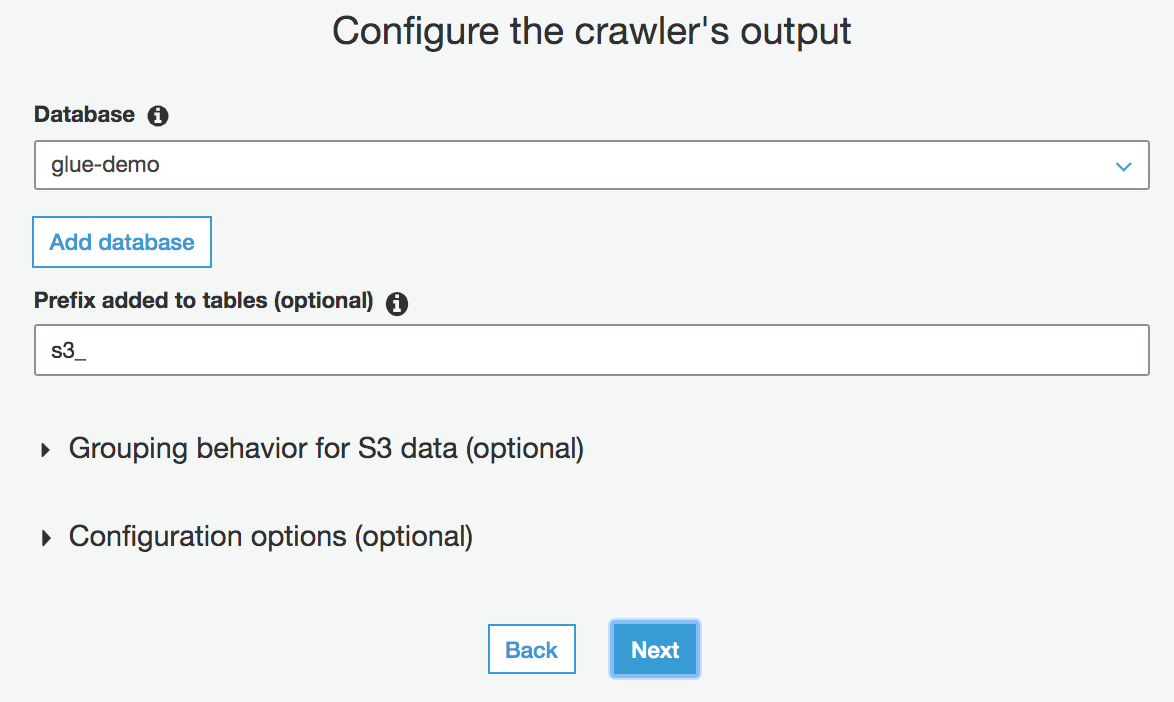 Configure the crawler's output
Database
glue-demo
Add database
Prefix added to tables (optional)
s3_
Grouping behavior for S3 data (optional)
Configuration options (optional)
Back Next